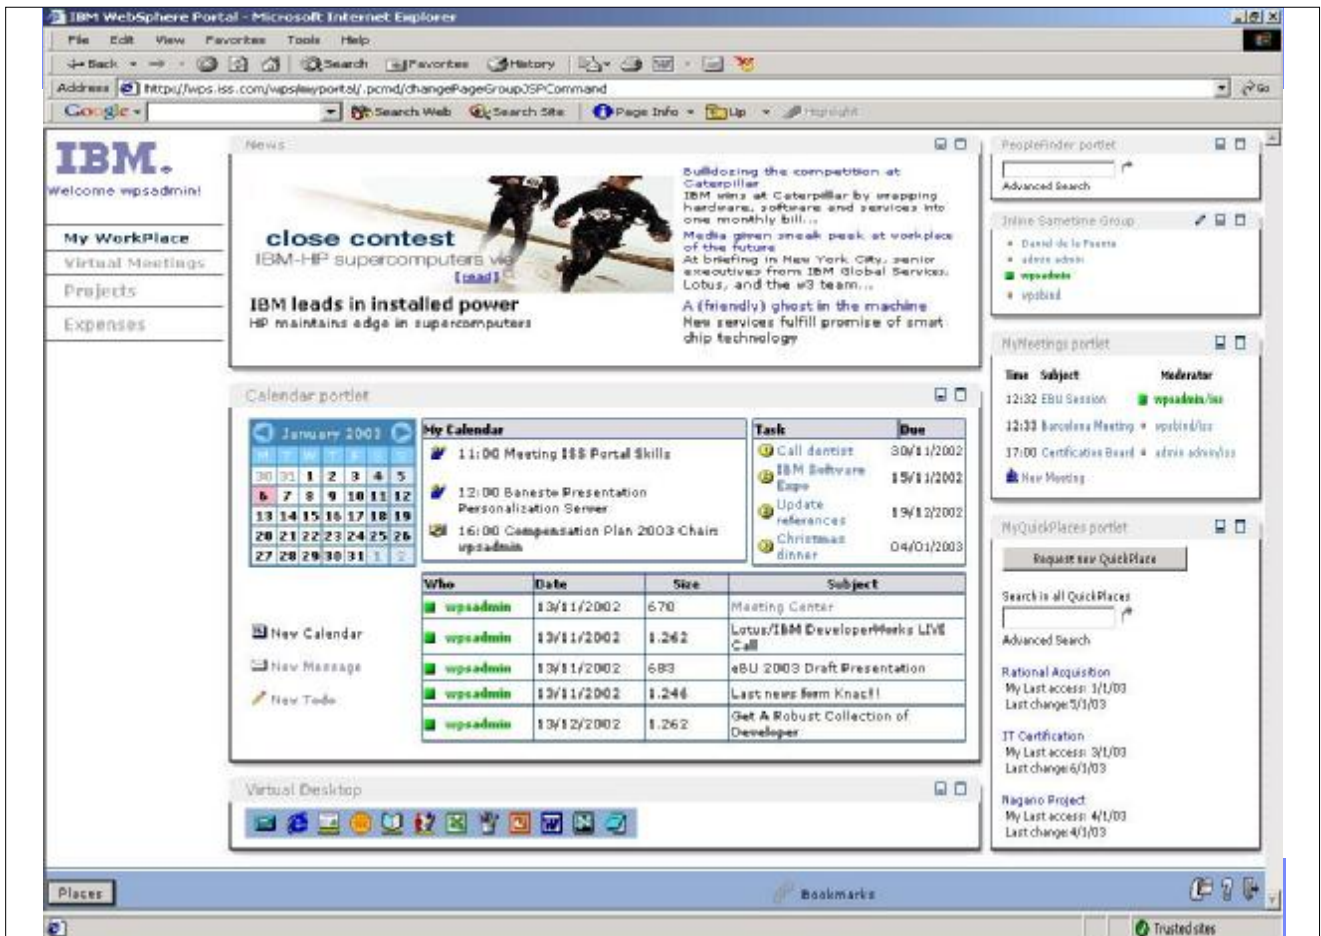 IBM WebSphere Portal - Microsoft Internet Explorer
File Edit View Favorites Tools Help
Back Search Favorites History
Address http://wps.iss.com/wps/myportal/.pcmd/changePageGroupJSPCommand Go
Google Search Web Search Site Page Info Up Highlight
IBM.
Welcome wpsadmin!
My WorkPlace
Virtual Meetings
Projects
Expenses
News
close contest
IBM-HP supercomputers vie
[read]
IBM leads in installed power
HP maintains edge in supercomputers
Bulldozing the competition at
Caterpillar
IBM wins at Caterpillar by wrapping
hardware, software and services into
one monthly bill...
Media given sneak peek at workplace
of the future
At briefing in New York City, senior
executives from IBM Global Services,
Lotus, and the w3 team...
A (friendly) ghost in the machine
New services fulfill promise of smart
chip technology
Calendar portlet
January 2003
M T W T F S S
30 31 1 2 3 4 5
6 7 8 9 10 11 12
13 14 15 16 17 18 19
20 21 22 23 24 25 26
27 28 29 30 31 1 2
New Calendar
New Message
New Todo
My Calendar
11:00 Meeting ISS Portal Skills
12:00 Banesto Presentation
Personalization Server
16:00 Compensation Plan 2003 Chair:
wpsadmin
Task Due
Call dentist 30/11/2002
IBM Software
Expo 15/11/2002
Update
references 19/12/2002
Christmas
dinner 04/01/2003
Who Date Size Subject
wpsadmin 13/11/2002 670 Meeting Center
wpsadmin 13/11/2002 1.262 Lotus/IBM DeveloperWorks LIVE
Call
wpsadmin 13/11/2002 683 eBU 2003 Draft Presentation
wpsadmin 13/11/2002 1.246 Last news form Knac!!
wpsadmin 13/12/2002 1.262 Get A Robust Collection of
Developer
Virtual Desktop
PeopleFinder portlet
Advanced Search
Inline Sametime Group
Daniel de la Puente
admin admin
wpsadmin
wpsbind
MyMeetings portlet
Time Subject Moderator
12:32 EBU Session wpsadmin/iss
12:33 Barcelona Meeting wpsbind/iss
17:00 Certification Board admin admin/iss
New Meeting
MyQuickPlaces portlet
Request new QuickPlace
Search in all QuickPlaces
Advanced Search
Rational Acquisition
My Last access: 1/1/03
Last change:5/1/03
IT Certification
My Last access: 3/1/03
Last change:6/1/03
Nagano Project
My Last access: 4/1/03
Last change:4/1/03
Places
Bookmarks
Trusted sites